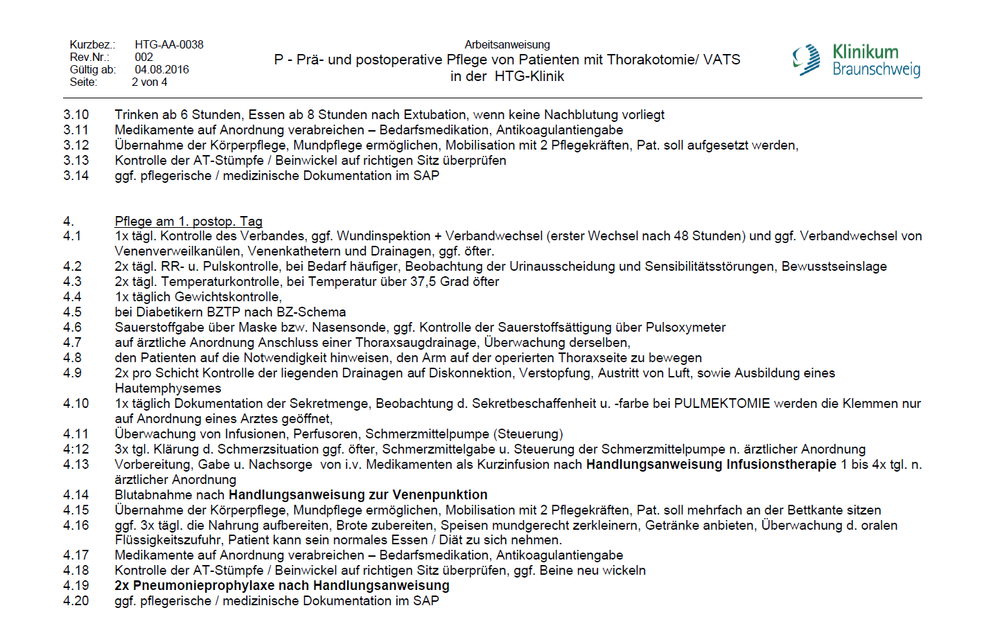 Kurzbez.: HTG-AA-0038
Rev.Nr.: 002
Gültig ab: 04.08.2016
Seite: 2 von 4
Arbeitsanweisung
P - Prä- und postoperative Pflege von Patienten mit Thorakotomie/ VATS
in der HTG-Klinik
Klinikum
Braunschweig
3.10 Trinken ab 6 Stunden, Essen ab 8 Stunden nach Extubation, wenn keine Nachblutung vorliegt
3.11 Medikamente auf Anordnung verabreichen – Bedarfsmedikation, Antikoagulantiengabe
3.12 Übernahme der Körperpflege, Mundpflege ermöglichen, Mobilisation mit 2 Pflegekräften, Pat. soll aufgesetzt werden,
3.13 Kontrolle der AT-Stümpfe / Beinwickel auf richtigen Sitz überprüfen
3.14 ggf. pflegerische / medizinische Dokumentation im SAP
4. Pflege am 1. postop. Tag
4.1 1x tägl. Kontrolle des Verbandes, ggf. Wundinspektion + Verbandwechsel (erster Wechsel nach 48 Stunden) und ggf. Verbandwechsel von
Venenverweilkanülen, Venenkathetern und Drainagen, ggf. öfter.
4.2 2x tägl. RR- u. Pulskontrolle, bei Bedarf häufiger, Beobachtung der Urinausscheidung und Sensibilitätsstörungen, Bewusstseinslage
4.3 2x tägl. Temperaturkontrolle, bei Temperatur über 37,5 Grad öfter
4.4 1x täglich Gewichtskontrolle,
4.5 bei Diabetikern BZTP nach BZ-Schema
4.6 Sauerstoffgabe über Maske bzw. Nasensonde, ggf. Kontrolle der Sauerstoffsättigung über Pulsoxymeter
4.7 auf ärztliche Anordnung Anschluss einer Thoraxsaugdrainage, Überwachung derselben,
4.8 den Patienten auf die Notwendigkeit hinweisen, den Arm auf der operierten Thoraxseite zu bewegen
4.9 2x pro Schicht Kontrolle der liegenden Drainagen auf Diskonnektion, Verstopfung, Austritt von Luft, sowie Ausbildung eines
Hautemphysemes
4.10 1x täglich Dokumentation der Sekretmenge, Beobachtung d. Sekretbeschaffenheit u. -farbe bei PULMEKTOMIE werden die Klemmen nur
auf Anordnung eines Arztes geöffnet,
4.11 Überwachung von Infusionen, Perfusoren, Schmerzmittelpumpe (Steuerung)
4:12 3x tgl. Klärung d. Schmerzsituation ggf. öfter, Schmerzmittelgabe u. Steuerung der Schmerzmittelpumpe n. ärztlicher Anordnung
4.13 Vorbereitung, Gabe u. Nachsorge von i.v. Medikamenten als Kurzinfusion nach Handlungsanweisung Infusionstherapie 1 bis 4x tgl. n.
ärztlicher Anordnung
4.14 Blutabnahme nach Handlungsanweisung zur Venenpunktion
4.15 Übernahme der Körperpflege, Mundpflege ermöglichen, Mobilisation mit 2 Pflegekräften, Pat. soll mehrfach an der Bettkante sitzen
4.16 ggf. 3x tägl. die Nahrung aufbereiten, Brote zubereiten, Speisen mundgerecht zerkleinern, Getränke anbieten, Überwachung d. oralen
Flüssigkeitszufuhr, Patient kann sein normales Essen / Diät zu sich nehmen.
4.17 Medikamente auf Anordnung verabreichen – Bedarfsmedikation, Antikoagulantiengabe
4.18 Kontrolle der AT-Stümpfe / Beinwickel auf richtigen Sitz überprüfen, ggf. Beine neu wickeln
4.19 2x Pneumonieprophylaxe nach Handlungsanweisung
4.20 ggf. pflegerische / medizinische Dokumentation im SAP